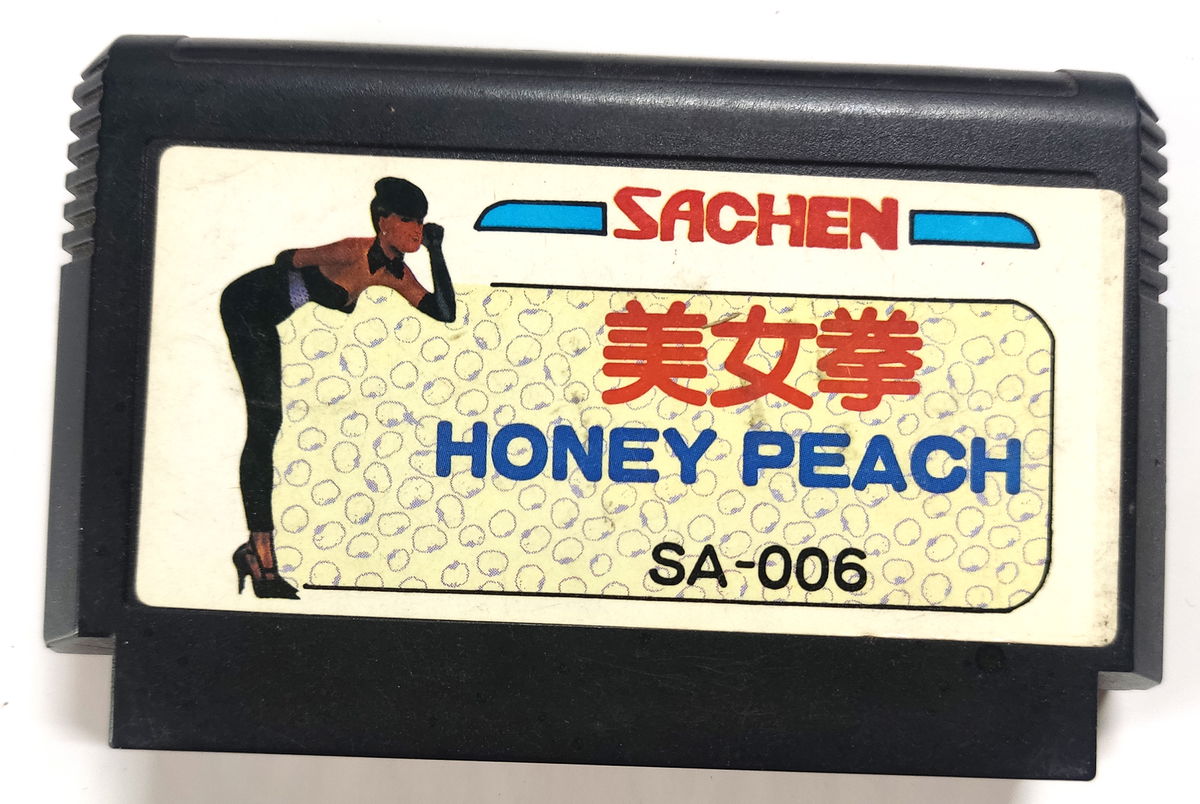 SACHEN
美女拳
HONEY PEACH
SA-006